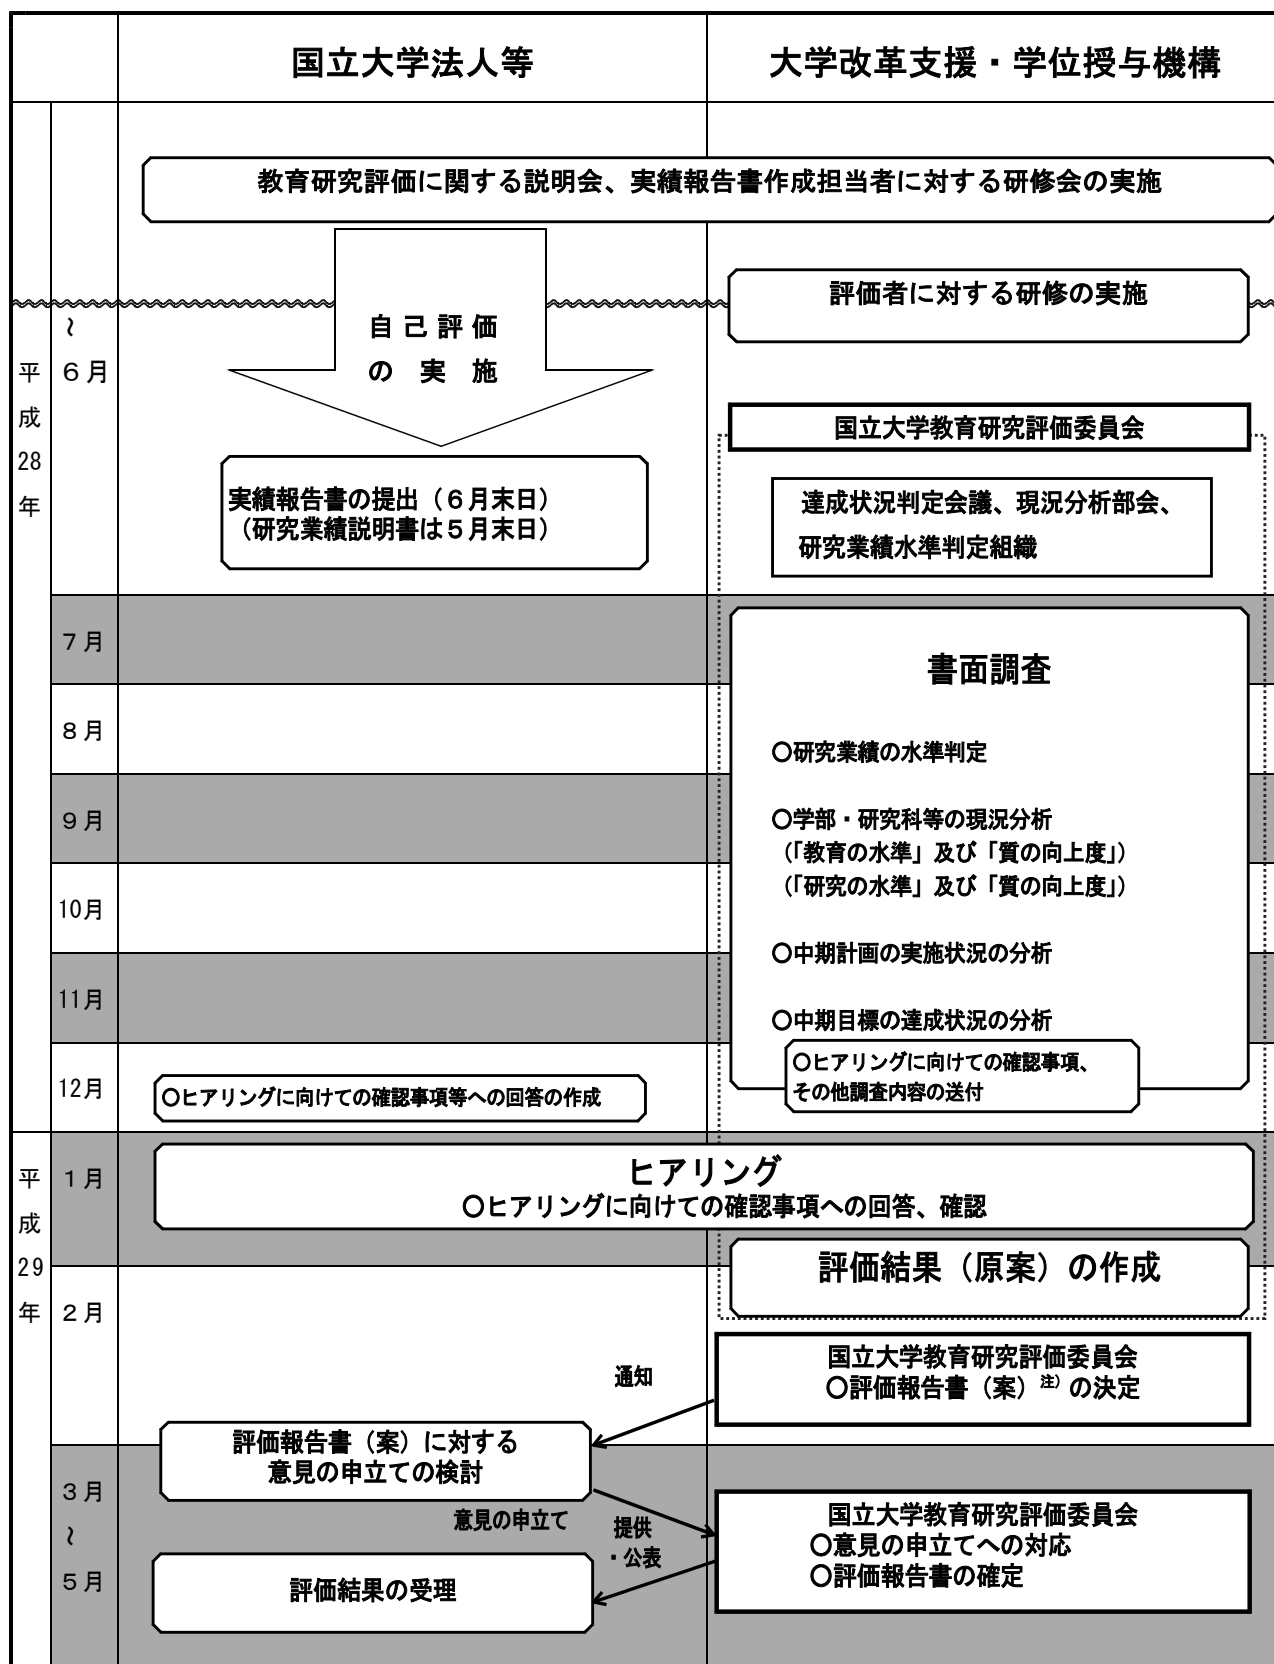 国立大学法人等
大学改革支援・学位授与機構
教育研究評価に関する説明会、実績報告書作成担当者に対する研修会の実施
評価者に対する研修の実施
自己評価
の実施
平成28年
～
６月
国立大学教育研究評価委員会
実績報告書の提出（６月末日）
（研究業績説明書は５月末日）
達成状況判定会議、現況分析部会、
研究業績水準判定組織
７月
書面調査
８月
○研究業績の水準判定
９月
○学部・研究科等の現況分析
（「教育の水準」及び「質の向上度」）
（「研究の水準」及び「質の向上度」）
10月
○中期計画の実施状況の分析
11月
○中期目標の達成状況の分析
12月
○ヒアリングに向けての確認事項等への回答の作成
○ヒアリングに向けての確認事項、
その他調査内容の送付
平成29年
１月
ヒアリング
○ヒアリングに向けての確認事項への回答、確認
評価結果（原案）の作成
２月
国立大学教育研究評価委員会
○評価報告書（案）注）の決定
通知
評価報告書（案）に対する
意見の申立ての検討
３月
～
５月
意見の申立て
提供
・公表
国立大学教育研究評価委員会
○意見の申立てへの対応
○評価報告書の確定
評価結果の受理